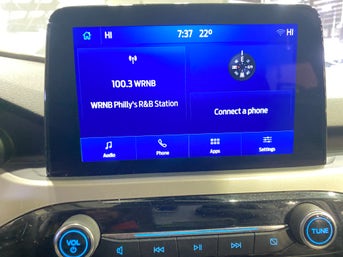 HI 7:37 22° HI
100.3 WRNB
WRNB Philly's R&B Station
Connect a phone
Audio Phone Apps Settings
VOL
TUNE